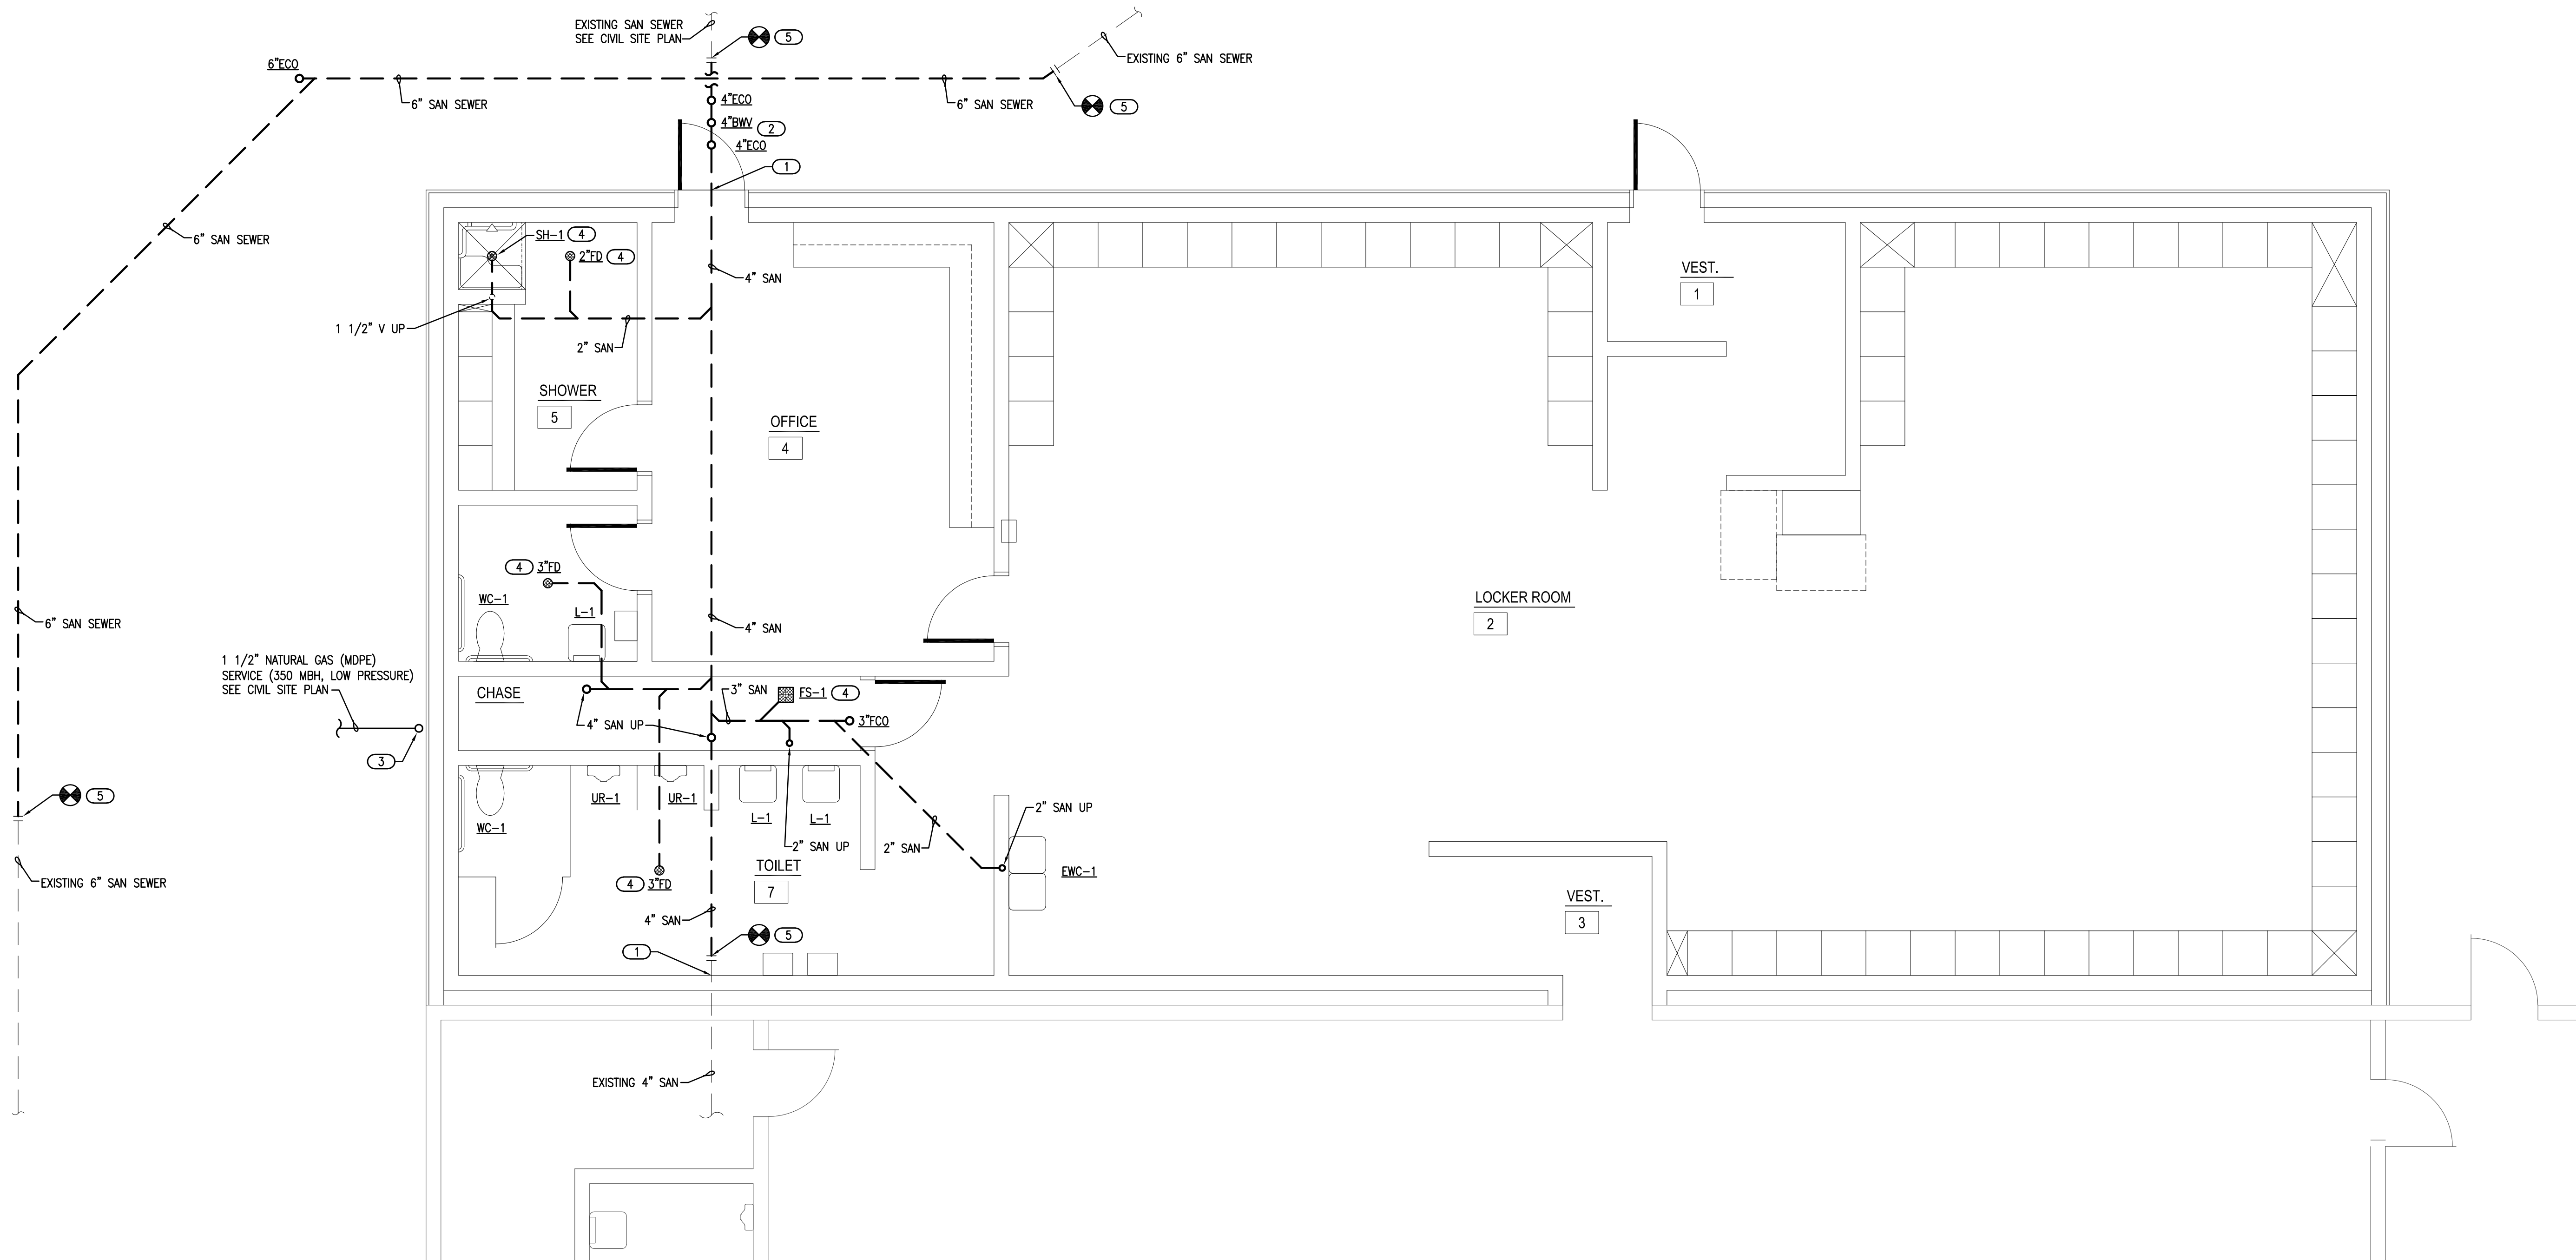 EXISTING SAN SEWER
SEE CIVIL SITE PLAN
5
EXISTING 6" SAN SEWER
6"ECO
6" SAN SEWER
6" SAN SEWER
5
4"ECO
4"BWV
2
4"ECO
1
6" SAN SEWER
SH-1
4
2"FD
4
4" SAN
VEST.
1
1 1/2" V UP
2" SAN
SHOWER
5
OFFICE
4
4
3"FD
WC-1
L-1
LOCKER ROOM
2
6" SAN SEWER
4" SAN
1 1/2" NATURAL GAS (MDPE)
SERVICE (350 MBH, LOW PRESSURE)
SEE CIVIL SITE PLAN
CHASE
3" SAN
FS-1
4
4" SAN UP
3"FCO
3
5
UR-1
UR-1
WC-1
L-1
L-1
2" SAN UP
2" SAN
2" SAN UP
EWC-1
TOILET
7
4
3"FD
EXISTING 6" SAN SEWER
VEST.
3
4" SAN
5
1
EXISTING 4" SAN